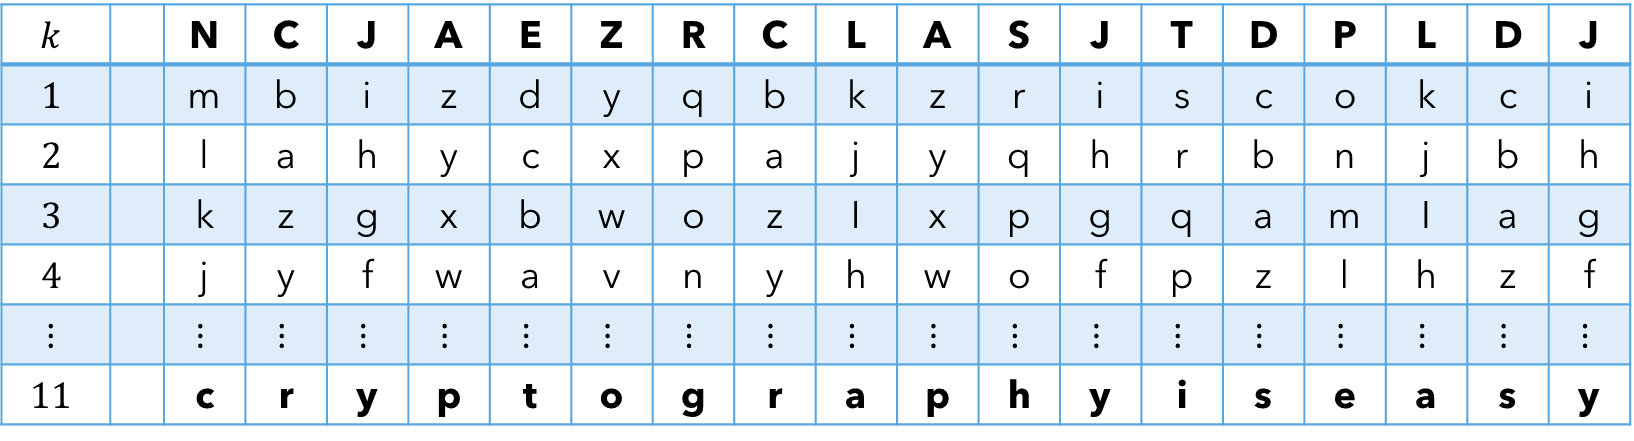 k N C J A E Z R C L A S J T D P L D J
1 m b i z d y q b k z r i s c o k c i
2 l a h y c x p a j y q h r b n j b h
3 k z g x b w o z l x p g q a m l a g
4 j y f w a v n y h w o f p z l h z f
⋮ ⋮ ⋮ ⋮ ⋮ ⋮ ⋮ ⋮ ⋮ ⋮ ⋮ ⋮ ⋮ ⋮ ⋮ ⋮ ⋮ ⋮ ⋮
11 c r y p t o g r a p h y i s e a s y